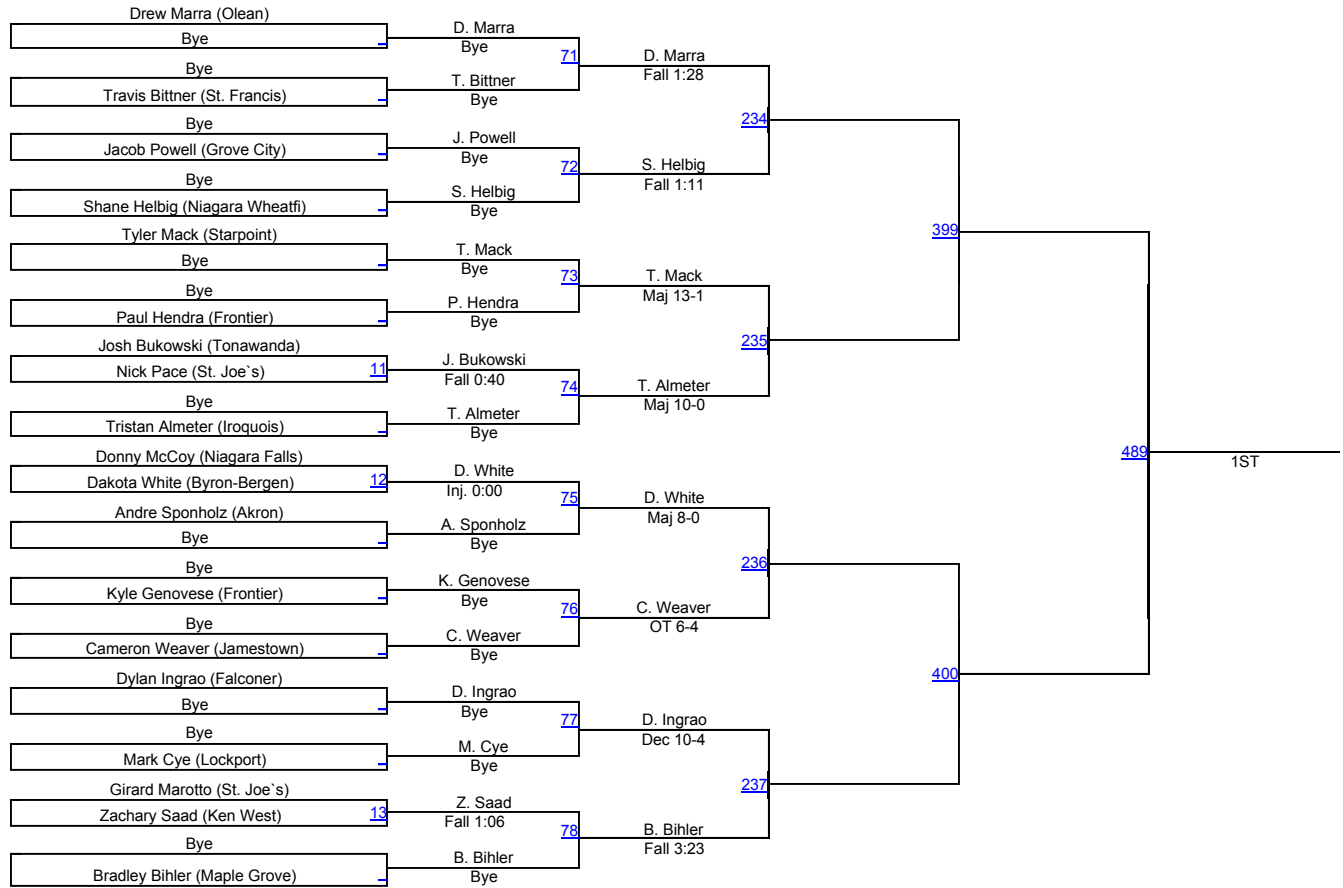 Drew Marra (Olean)
Bye
Bye
Travis Bittner (St. Francis)
Bye
Jacob Powell (Grove City)
Bye
Shane Helbig (Niagara Wheatfi)
Tyler Mack (Starpoint)
Bye
Bye
Paul Hendra (Frontier)
Josh Bukowski (Tonawanda)
Nick Pace (St. Joe`s)
11
Bye
Tristan Almeter (Iroquois)
Donny McCoy (Niagara Falls)
Dakota White (Byron-Bergen)
12
Andre Sponholz (Akron)
Bye
Bye
Kyle Genovese (Frontier)
Bye
Cameron Weaver (Jamestown)
Dylan Ingrao (Falconer)
Bye
Bye
Mark Cye (Lockport)
Girard Marotto (St. Joe`s)
Zachary Saad (Ken West)
13
Bye
Bradley Bihler (Maple Grove)
D. Marra
Bye
71
T. Bittner
Bye
J. Powell
Bye
72
S. Helbig
Bye
T. Mack
Bye
73
P. Hendra
Bye
J. Bukowski
Fall 0:40
74
T. Almeter
Bye
D. White
Inj. 0:00
75
A. Sponholz
Bye
K. Genovese
Bye
76
C. Weaver
Bye
D. Ingrao
Bye
77
M. Cye
Bye
Z. Saad
Fall 1:06
78
B. Bihler
Bye
D. Marra
Fall 1:28
234
S. Helbig
Fall 1:11
T. Mack
Maj 13-1
235
T. Almeter
Maj 10-0
D. White
Maj 8-0
236
C. Weaver
OT 6-4
D. Ingrao
Dec 10-4
237
B. Bihler
Fall 3:23
399
400
489
1ST